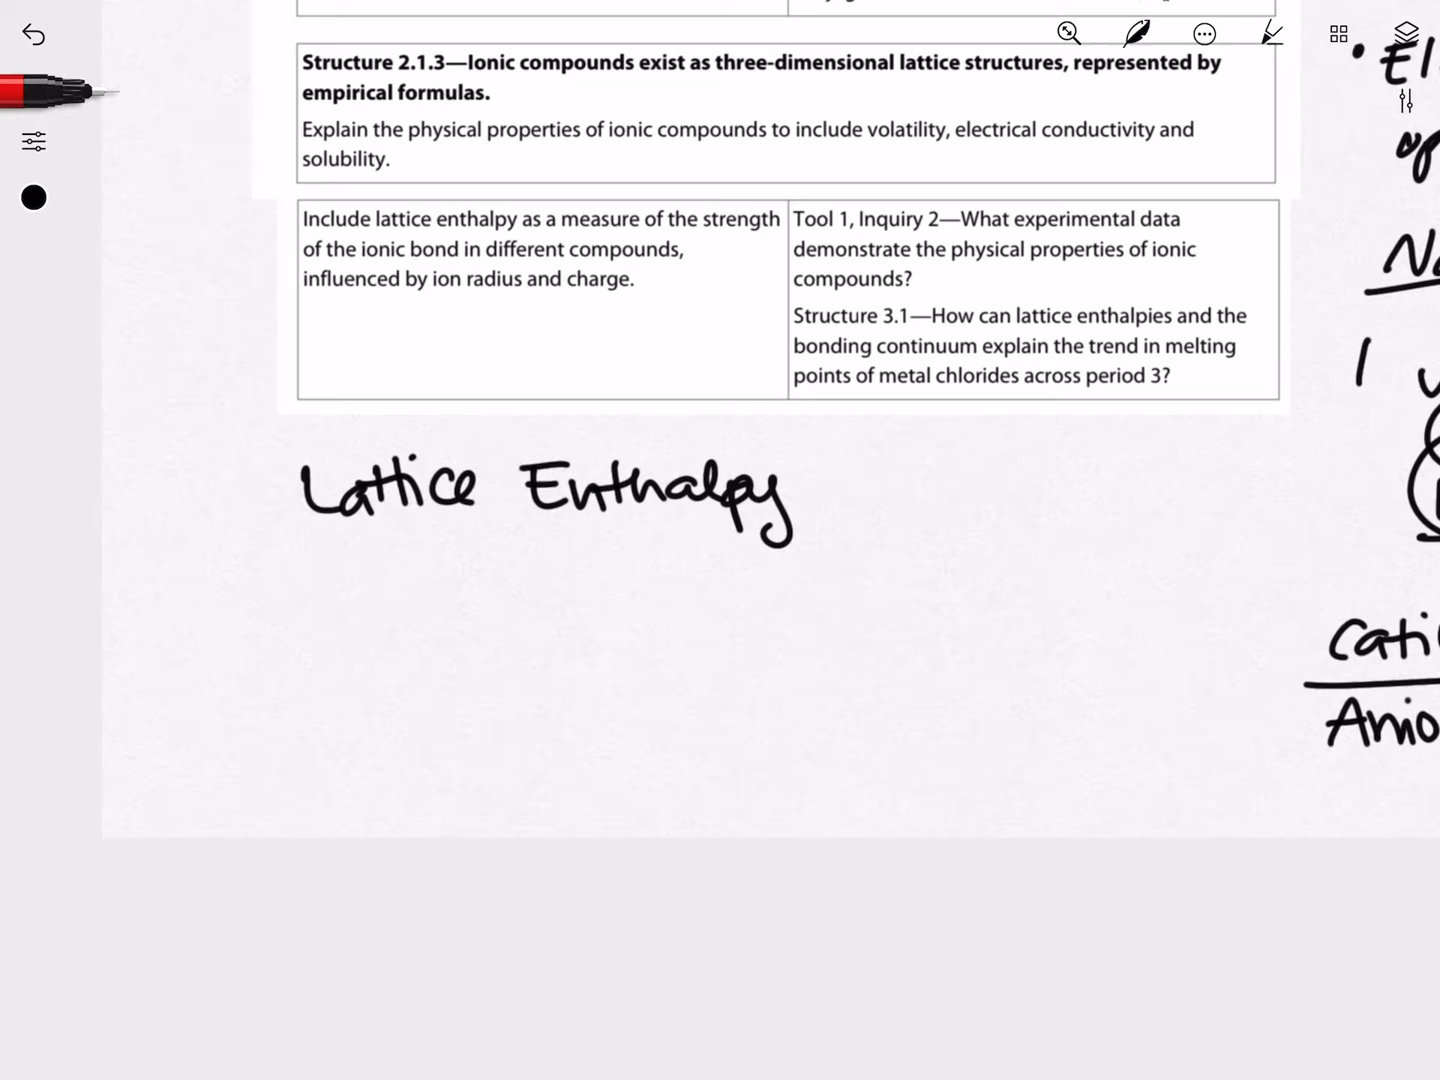 Structure 2.1.3—Ionic compounds exist as three-dimensional lattice structures, represented by
empirical formulas.
Explain the physical properties of ionic compounds to include volatility, electrical conductivity and
solubility.
Include lattice enthalpy as a measure of the strength
of the ionic bond in different compounds,
influenced by ion radius and charge.
Tool 1, Inquiry 2—What experimental data
demonstrate the physical properties of ionic
compounds?
Structure 3.1—How can lattice enthalpies and the
bonding continuum explain the trend in melting
points of metal chlorides across period 3?
Lattice Enthalpy